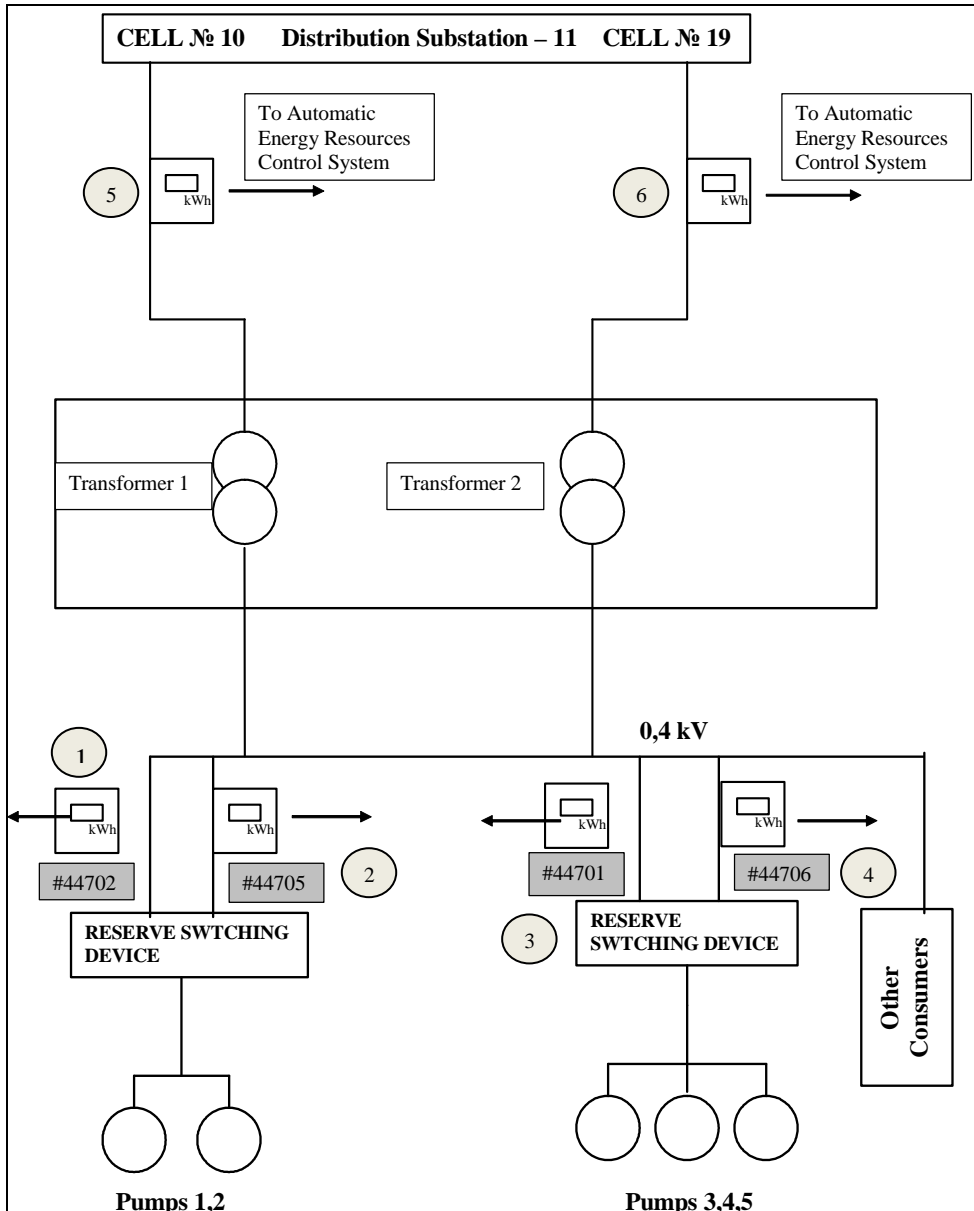 CELL № 10 Distribution Substation – 11 CELL № 19
To Automatic
Energy Resources
Control System
To Automatic
Energy Resources
Control System
5
kWh
6
kWh
Transformer 1
Transformer 2
0,4 kV
1
kWh
kWh
kWh
kWh
#44702
#44705
2
#44701
#44706
4
RESERVE SWTCHING
DEVICE
3
RESERVE
SWTCHING DEVICE
Other
Consumers
Pumps 1,2
Pumps 3,4,5